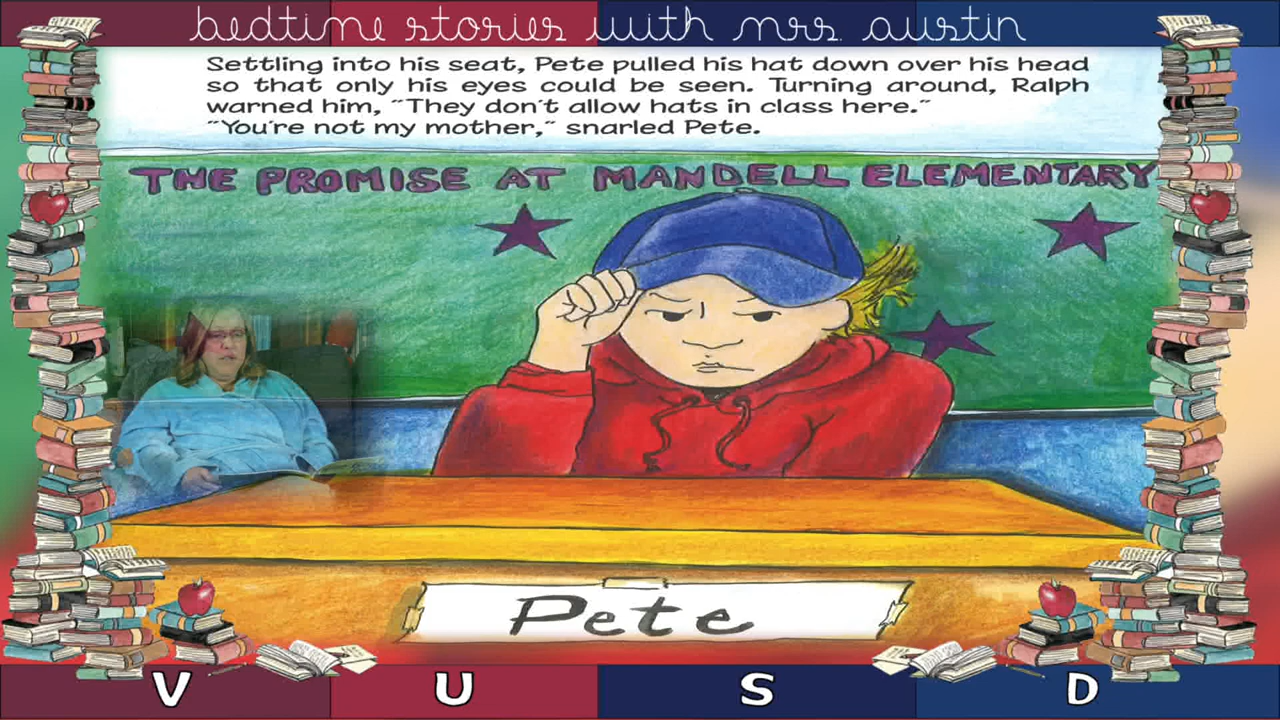 bedtime stories with mrs. austin
Settling into his seat, Pete pulled his hat down over his head
so that only his eyes could be seen. Turning around, Ralph
warned him, "They don't allow hats in class here."
"You're not my mother," snarled Pete.
THE PROMISE AT MANDELL ELEMENTARY
Pete
V U S D